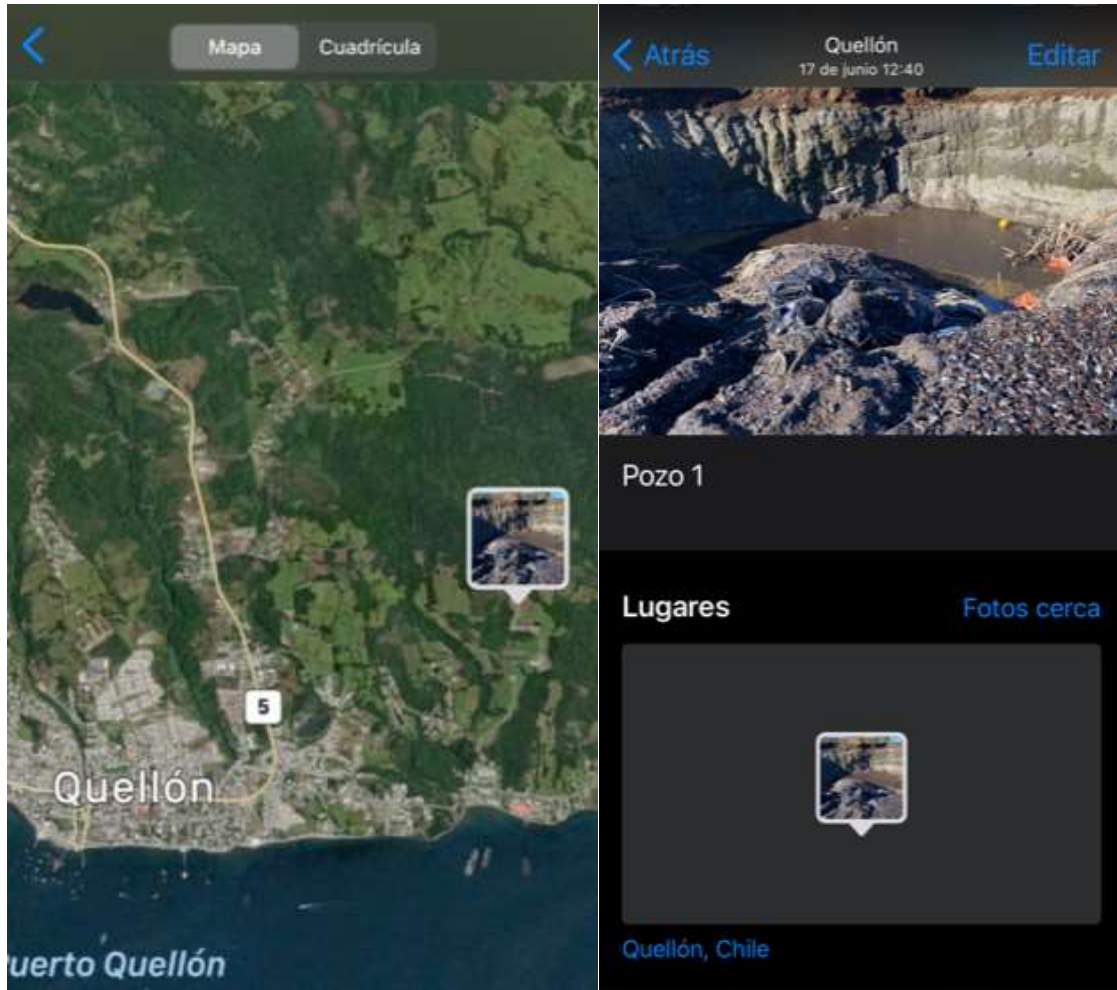 Mapa
Cuadrícula
5
Quellón
uerto Quellón
Atrás
Quellón
17 de junio 12:40
Editar
Pozo 1
Lugares
Fotos cerca
Quellón, Chile